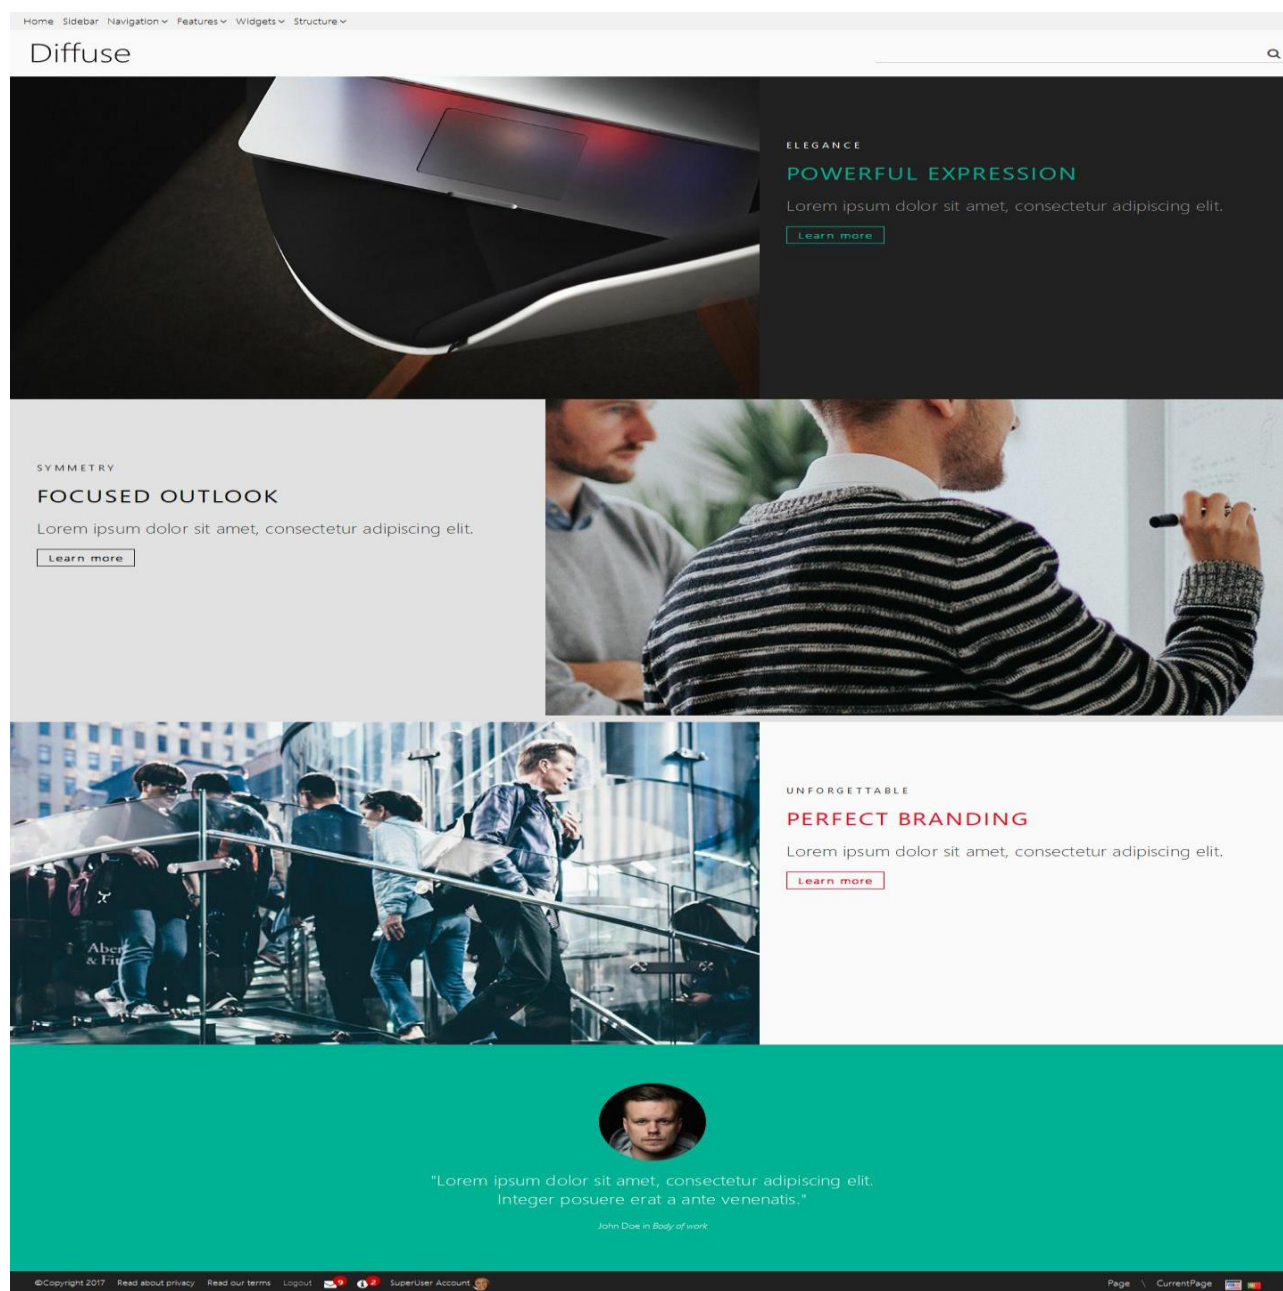 Home Sidebar Navigation Features Widgets Structure
Diffuse
ELEGANCE
POWERFUL EXPRESSION
Lorem ipsum dolor sit amet, consectetur adipiscing elit.
Learn more
SYMMETRY
FOCUSED OUTLOOK
Lorem ipsum dolor sit amet, consectetur adipiscing elit.
Learn more
UNFORGETTABLE
PERFECT BRANDING
Lorem ipsum dolor sit amet, consectetur adipiscing elit.
Learn more
Aber
& Fit
"Lorem ipsum dolor sit amet, consectetur adipiscing elit.
Integer posuere erat a ante venenatis."
John Doe in Body of work
©Copyright 2017 Read about privacy Read our terms Logout 9 2 SuperUser Account Page \ CurrentPage